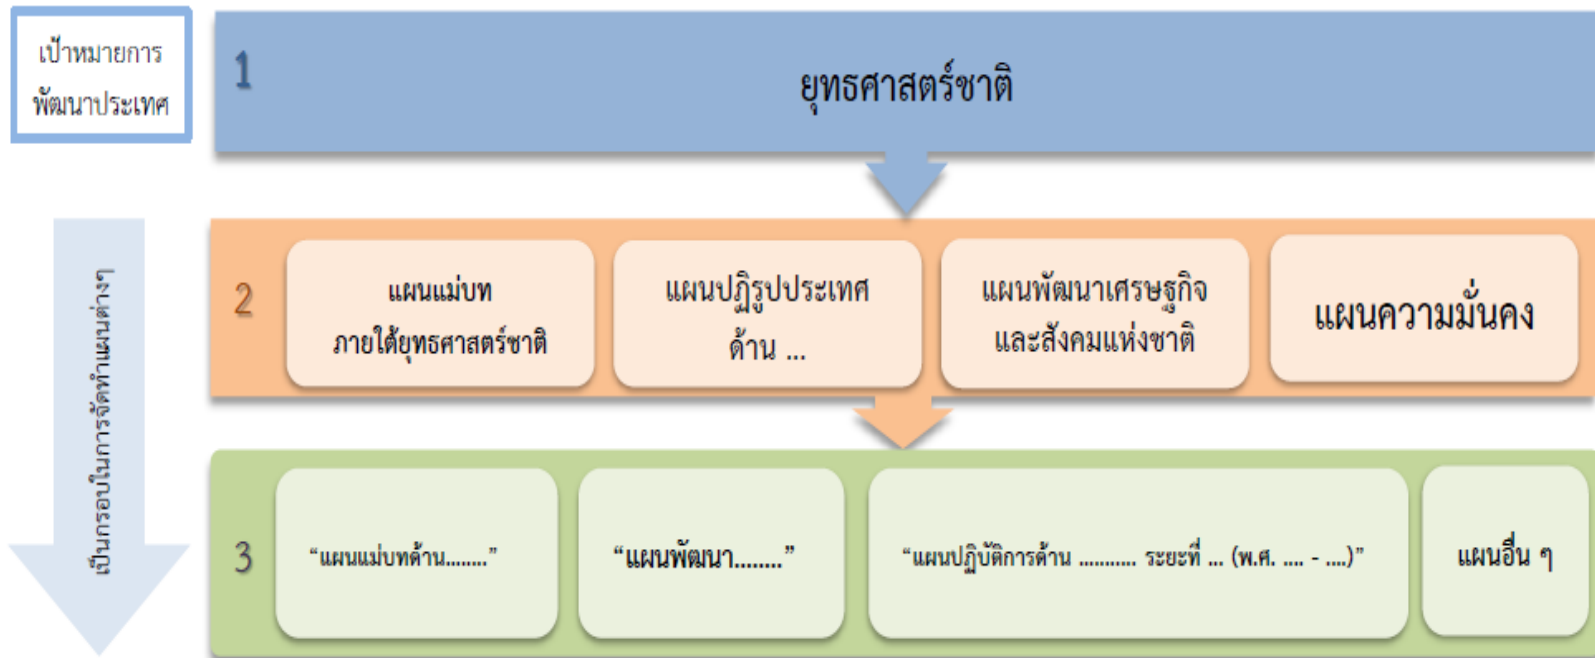 เป้าหมายการ
พัฒนาประเทศ
1
ยุทธศาสตร์ชาติ
เป็นกรอบในการจัดทำแผนต่างๆ
2
แผนแม่บท
ภายใต้ยุทธศาสตร์ชาติ
แผนปฏิรูปประเทศ
ด้าน ...
แผนพัฒนาเศรษฐกิจ
และสังคมแห่งชาติ
แผนความมั่นคง
3
“แผนแม่บทด้าน........”
“แผนพัฒนา........”
“แผนปฏิบัติการด้าน ........... ระยะที่ ... (พ.ศ. .... - ....)”
แผนอื่น ๆ